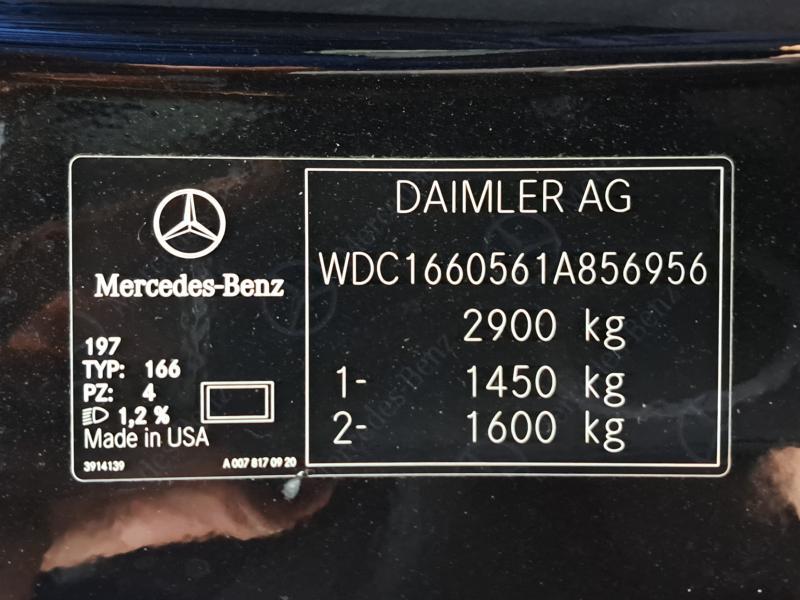 Mercedes-Benz
197
TYP: 166
PZ: 4
1,2 %
Made in USA
3914139
A 007 817 09 20
DAIMLER AG
WDC1660561A856956
2900 kg
1- 1450 kg
2- 1600 kg